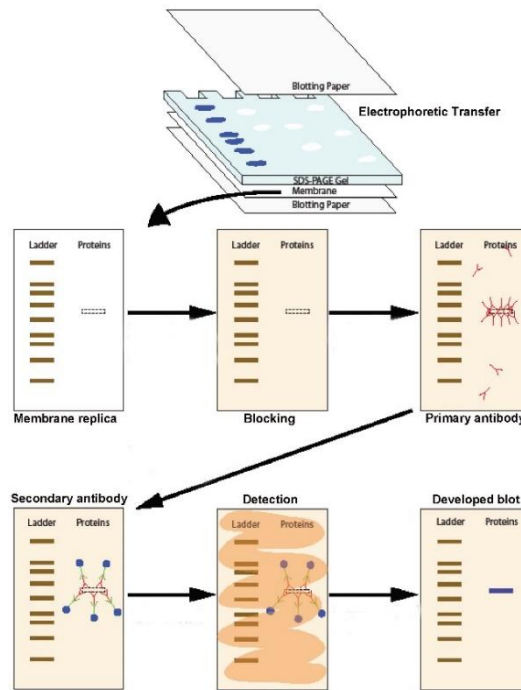 Blotting Paper
Electrophoretic Transfer
SDS-PAGE Gel
Membrane
Blotting Paper
Ladder Proteins
Ladder Proteins
Ladder Proteins
Membrane replica
Blocking
Primary antibody
Secondary antibody
Detection
Developed blot
Ladder Proteins
Ladder Proteins
Ladder Proteins